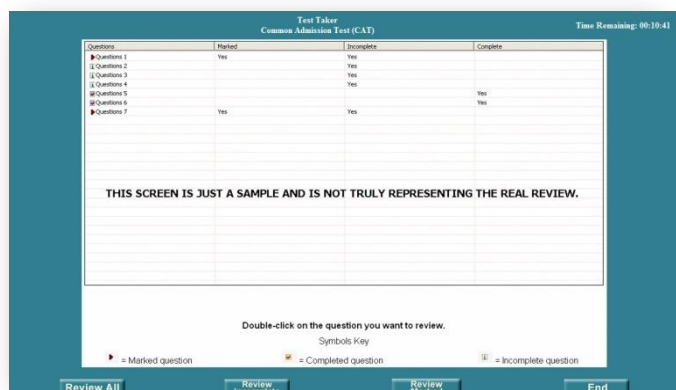 Test Taker
Common Admission Test (CAT)
Time Remaining: 00:10:41
Questions Marked Incomplete Complete
Questions 1 Yes Yes
Questions 2 Yes
Questions 3 Yes
Questions 4 Yes
Questions 5 Yes
Questions 6 Yes
Questions 7 Yes Yes
THIS SCREEN IS JUST A SAMPLE AND IS NOT TRULY REPRESENTING THE REAL REVIEW.
Double-click on the question you want to review.
Symbols Key
= Marked question = Completed question = Incomplete question
Review All Review Review End